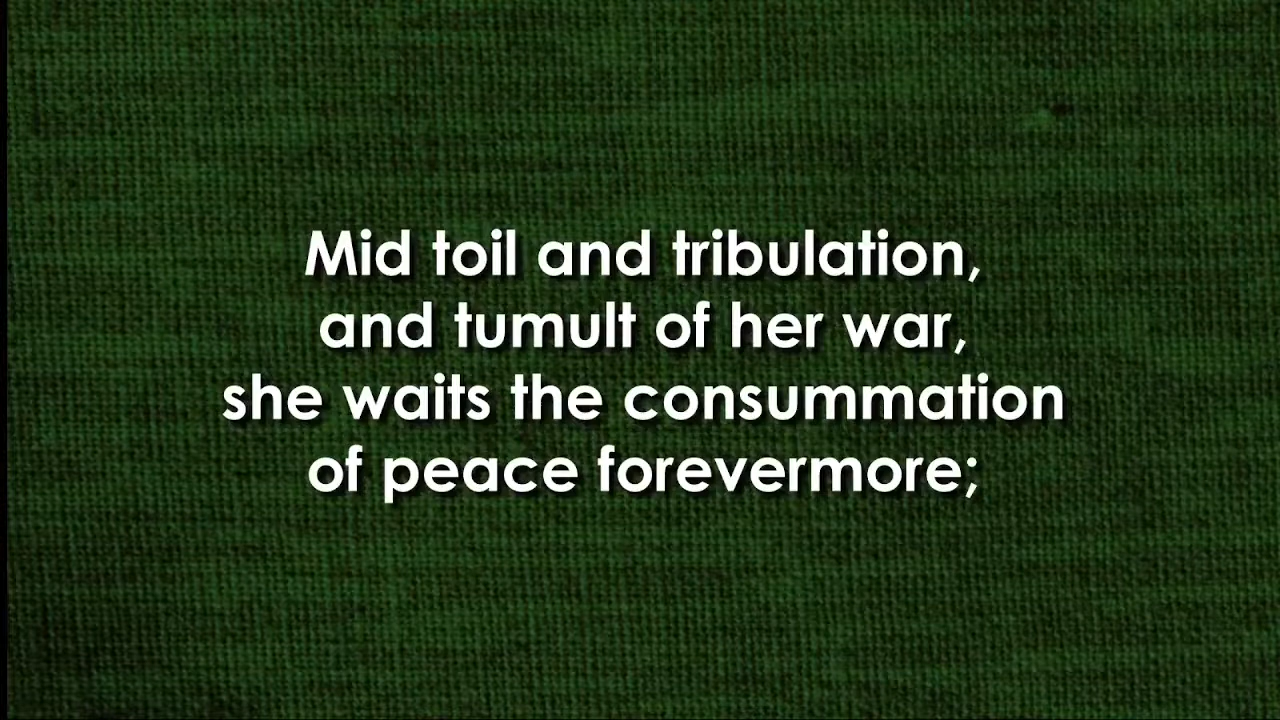 Mid toil and tribulation,
and tumult of her war,
she waits the consummation
of peace forevermore;